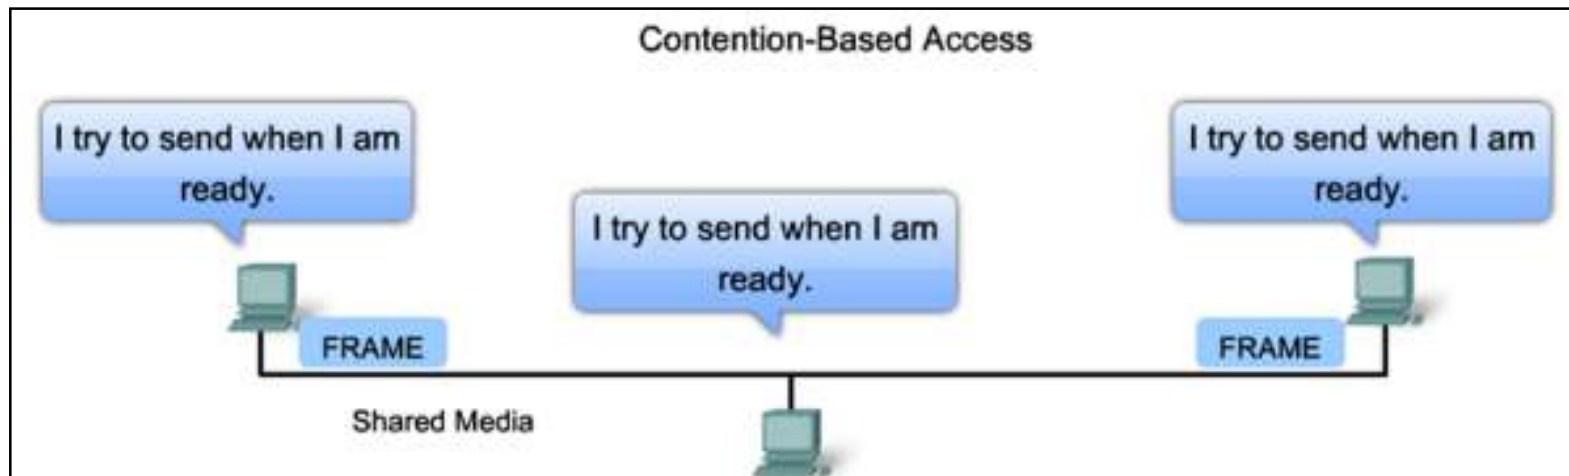 Contention-Based Access
I try to send when I am
ready.
I try to send when I am
ready.
I try to send when I am
ready.
FRAME
FRAME
Shared Media